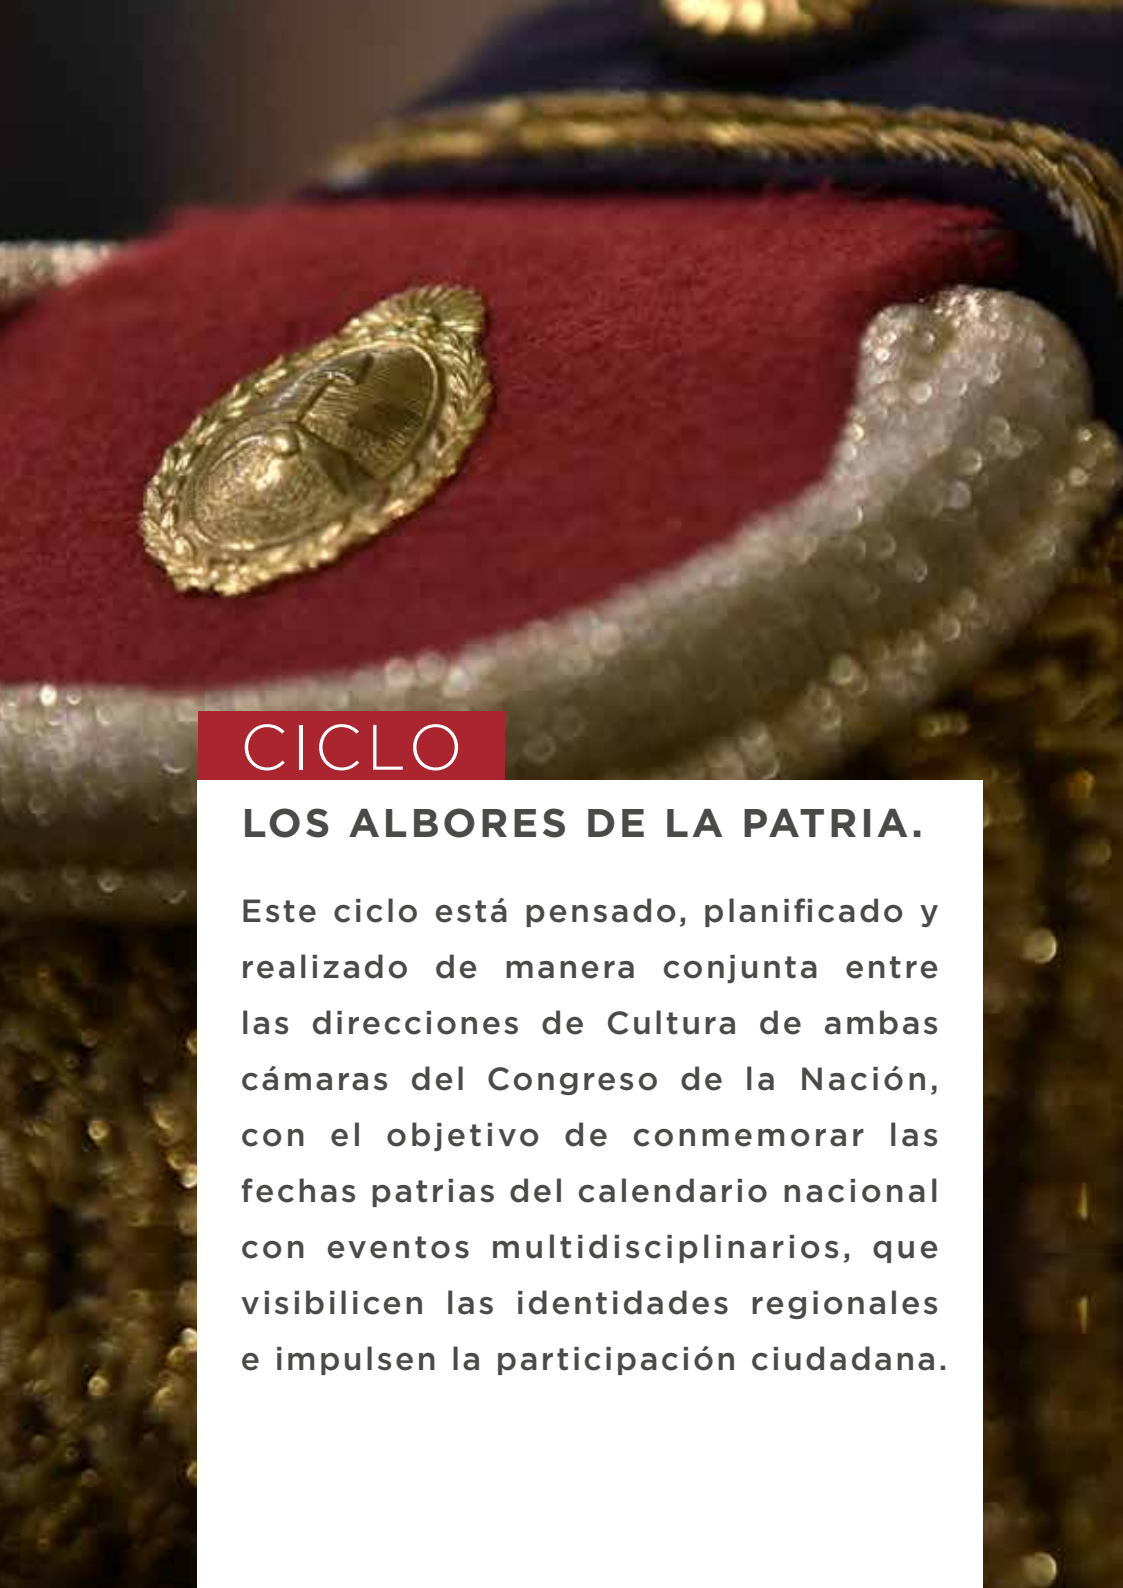 CICLO
LOS ALBORES DE LA PATRIA.
Este ciclo está pensado, planificado y
realizado de manera conjunta entre
las direcciones de Cultura de ambas
cámaras del Congreso de la Nación,
con el objetivo de conmemorar las
fechas patrias del calendario nacional
con eventos multidisciplinarios, que
visibilicen las identidades regionales
e impulsen la participación ciudadana.